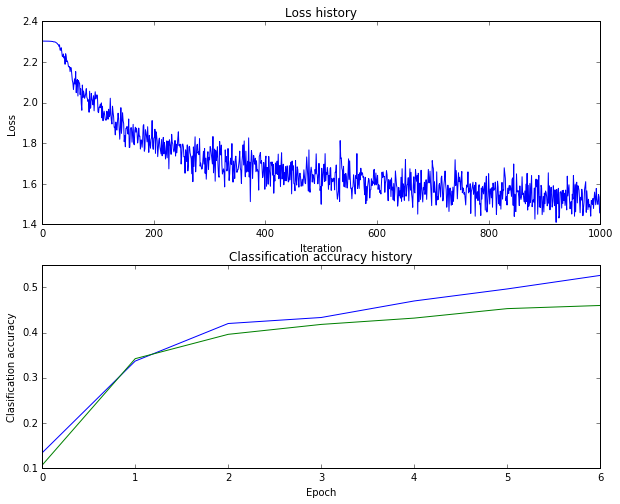 Loss history
2.4
2.2
2.0
1.8
1.6
1.4
Loss
0 200 400 600 800 1000
Iteration
Classification accuracy history
0.5
0.4
0.3
0.2
0.1
Clasification accuracy
0 1 2 3 4 5 6
Epoch